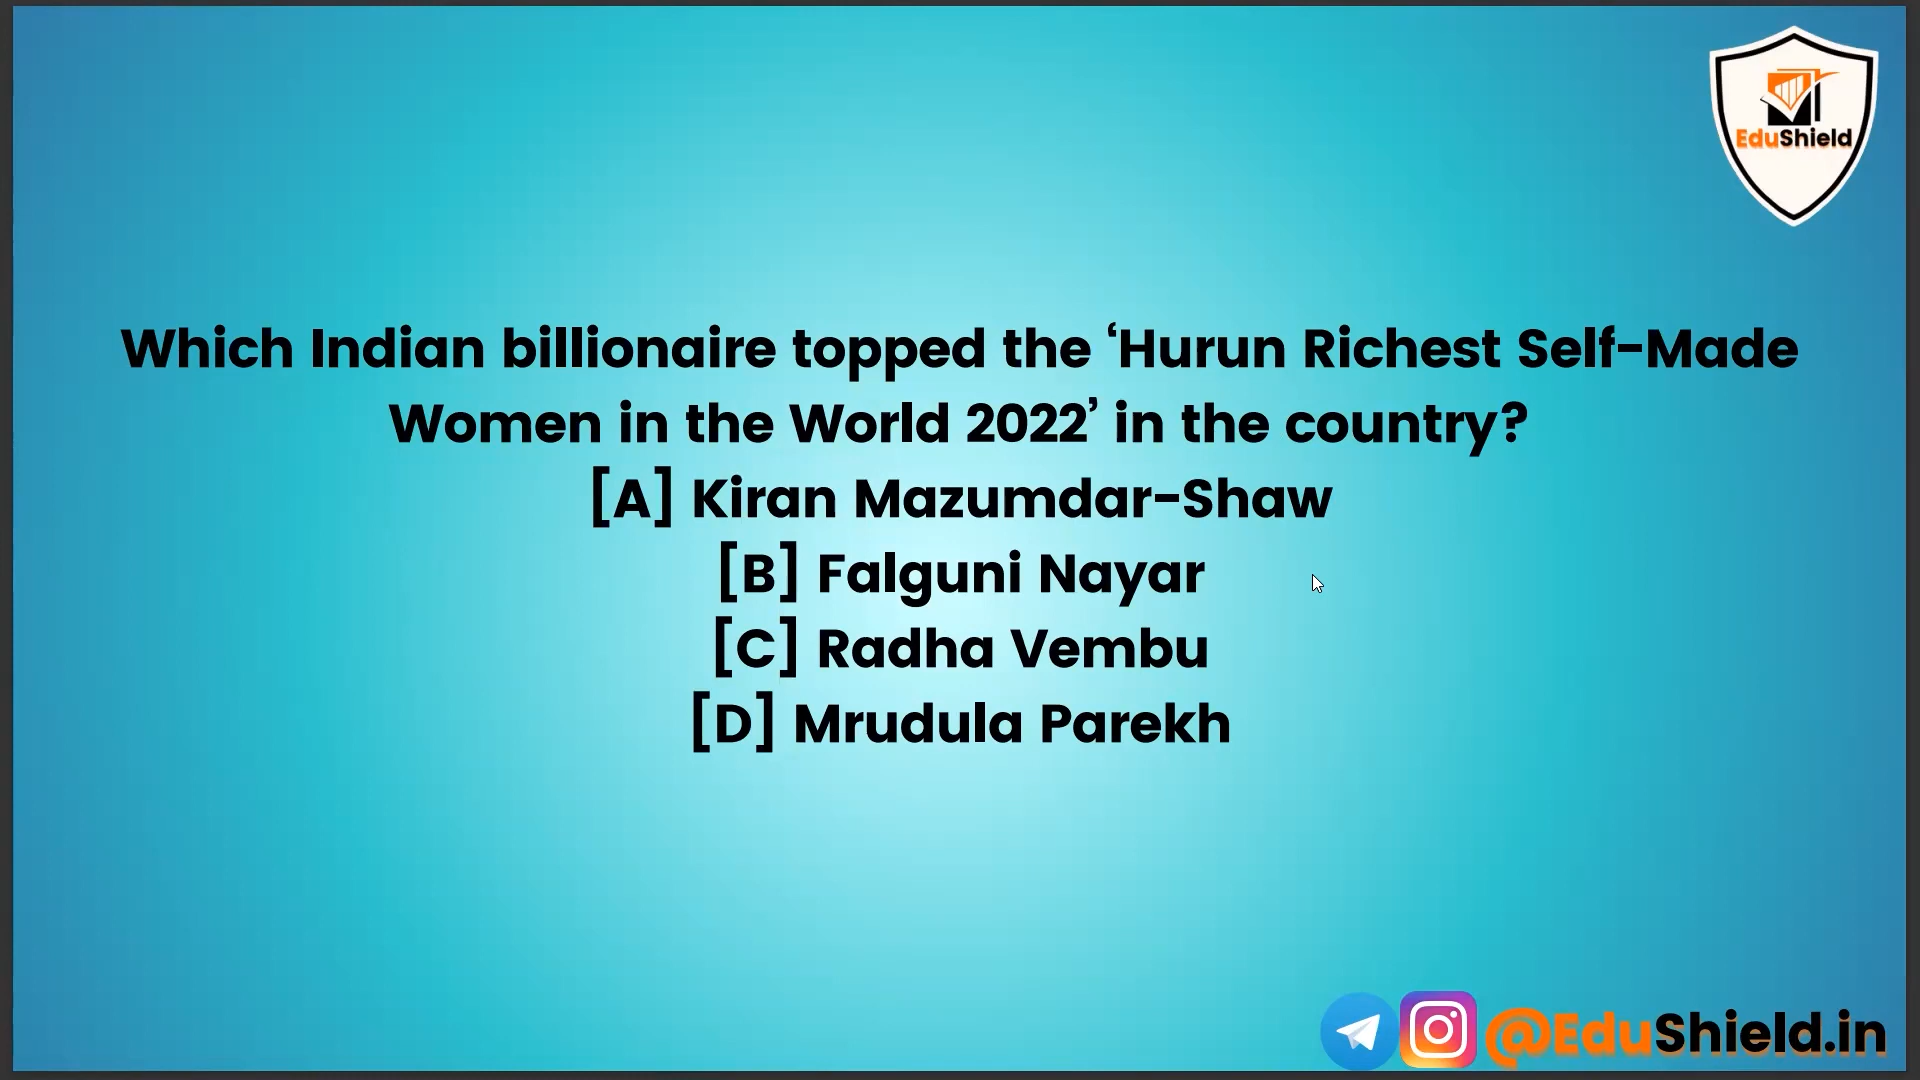 EduShield
Which Indian billionaire topped the ‘Hurun Richest Self-Made
Women in the World 2022’ in the country?
[A] Kiran Mazumdar-Shaw
[B] Falguni Nayar
[C] Radha Vembu
[D] Mrudula Parekh
@EduShield.in